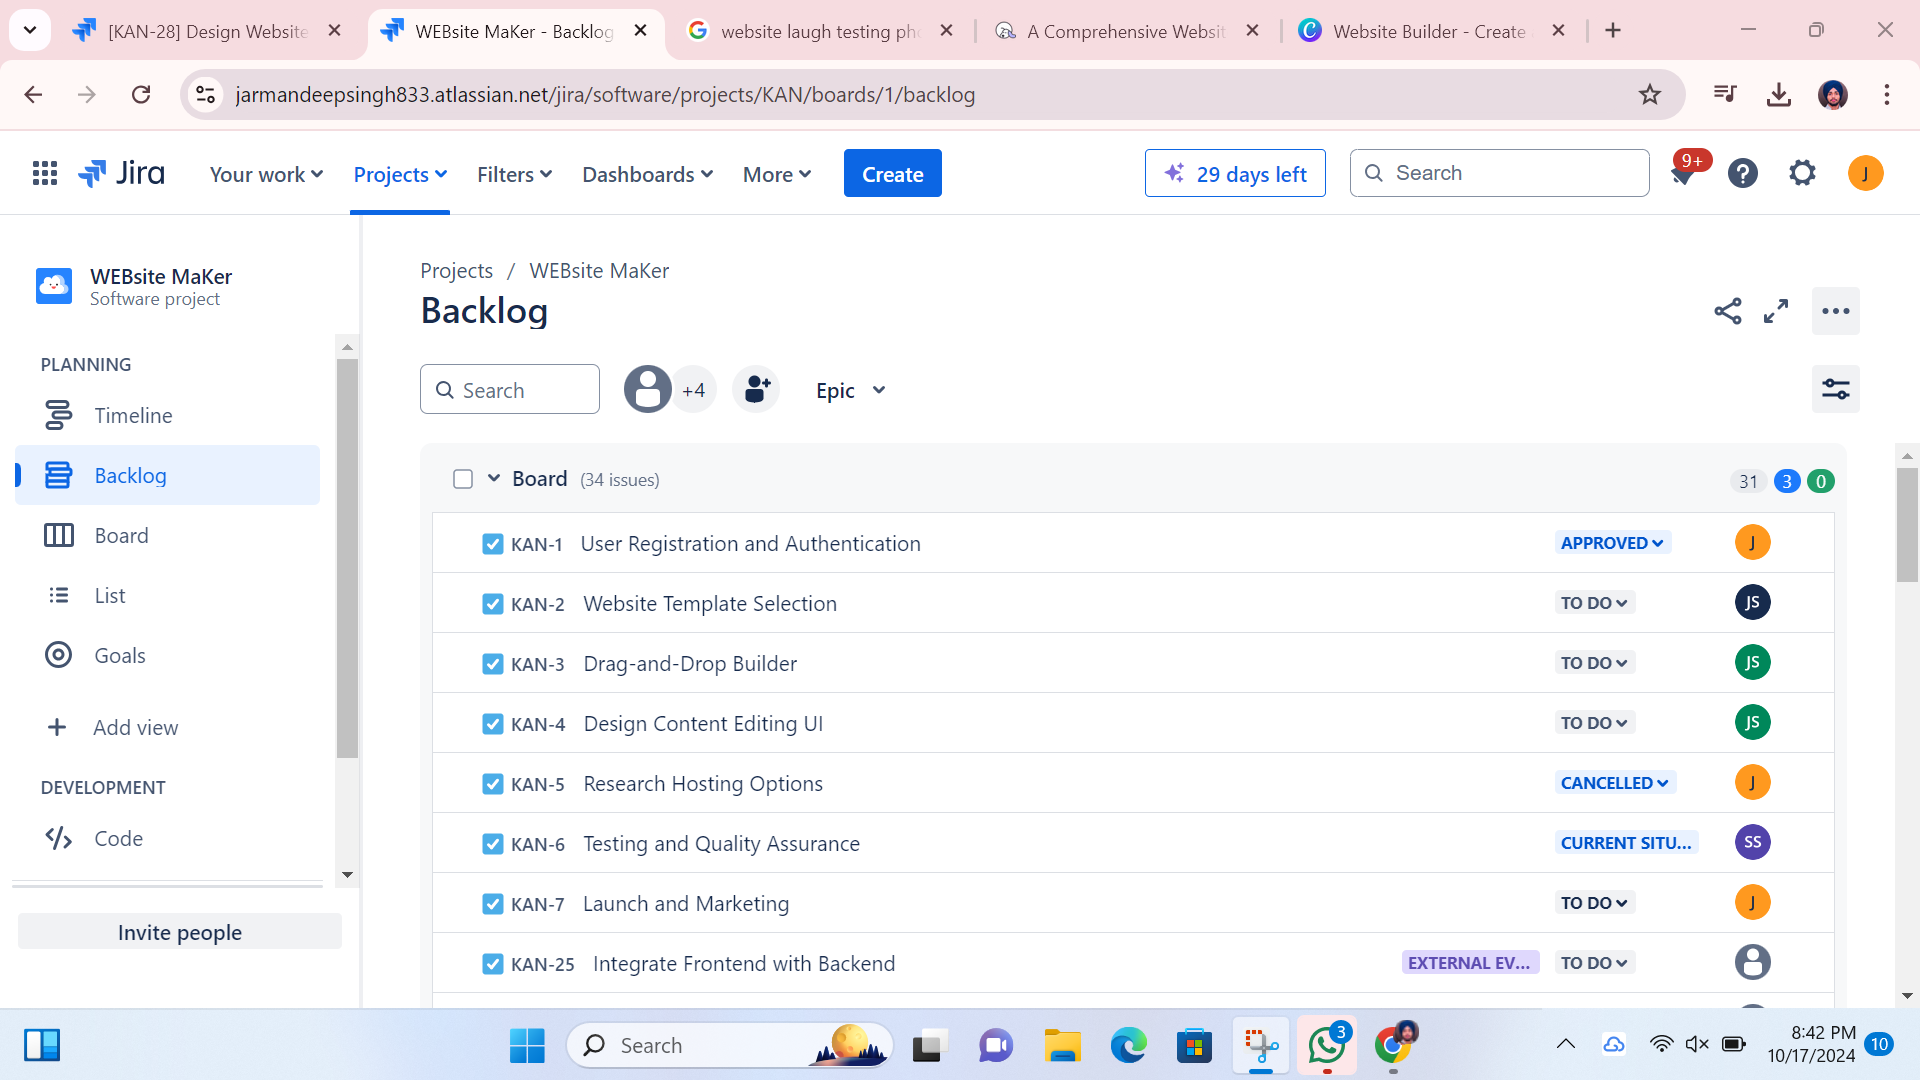 [KAN-28] Design Website
WEBsite MaKer - Backlog
website laugh testing ph
A Comprehensive Websit
Website Builder - Create
jarmandeepsingh833.atlassian.net/jira/software/projects/KAN/boards/1/backlog
Jira
Your work
Projects
Filters
Dashboards
More
Create
29 days left
Search
9+
J
WEBsite MaKer
Software project
PLANNING
Timeline
Backlog
Board
List
Goals
Add view
DEVELOPMENT
Code
Invite people
Projects / WEBsite MaKer
Backlog
Search
+4
Epic
Board (34 issues)
31 3 0
KAN-1 User Registration and Authentication APPROVED J
KAN-2 Website Template Selection TO DO JS
KAN-3 Drag-and-Drop Builder TO DO JS
KAN-4 Design Content Editing UI TO DO JS
KAN-5 Research Hosting Options CANCELLED J
KAN-6 Testing and Quality Assurance CURRENT SITU... SS
KAN-7 Launch and Marketing TO DO J
KAN-25 Integrate Frontend with Backend EXTERNAL EV... TO DO
Search
3
8:42 PM
10/17/2024
10